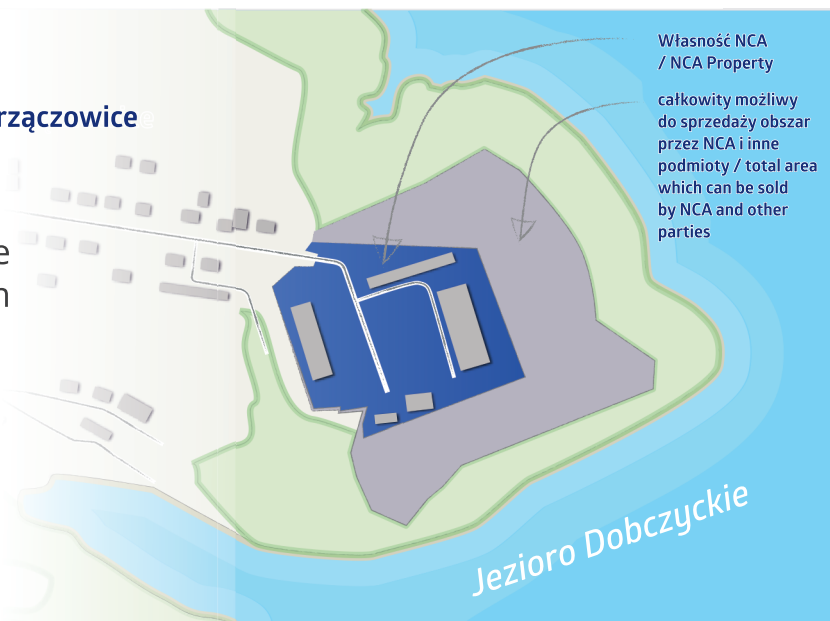 Własność NCA
/ NCA Property
całkowity możliwy
do sprzedaży obszar
przez NCA i inne
podmioty / total area
which can be sold
by NCA and other
parties
rzączowice
e
n
Jezioro Dobczyckie